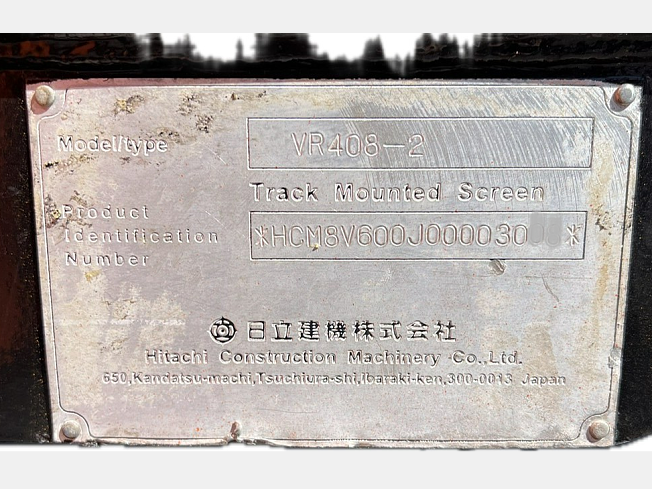 Model/type VR408-2
Track Mounted Screen
Product
Identification
Number
*HCM8V600J000030
日立建機株式会社
Hitachi Construction Machinery Co.,Ltd.
650,Kandatsu-machi,Tsuchiura-shi,Ibaraki-ken,300-0013 Japan